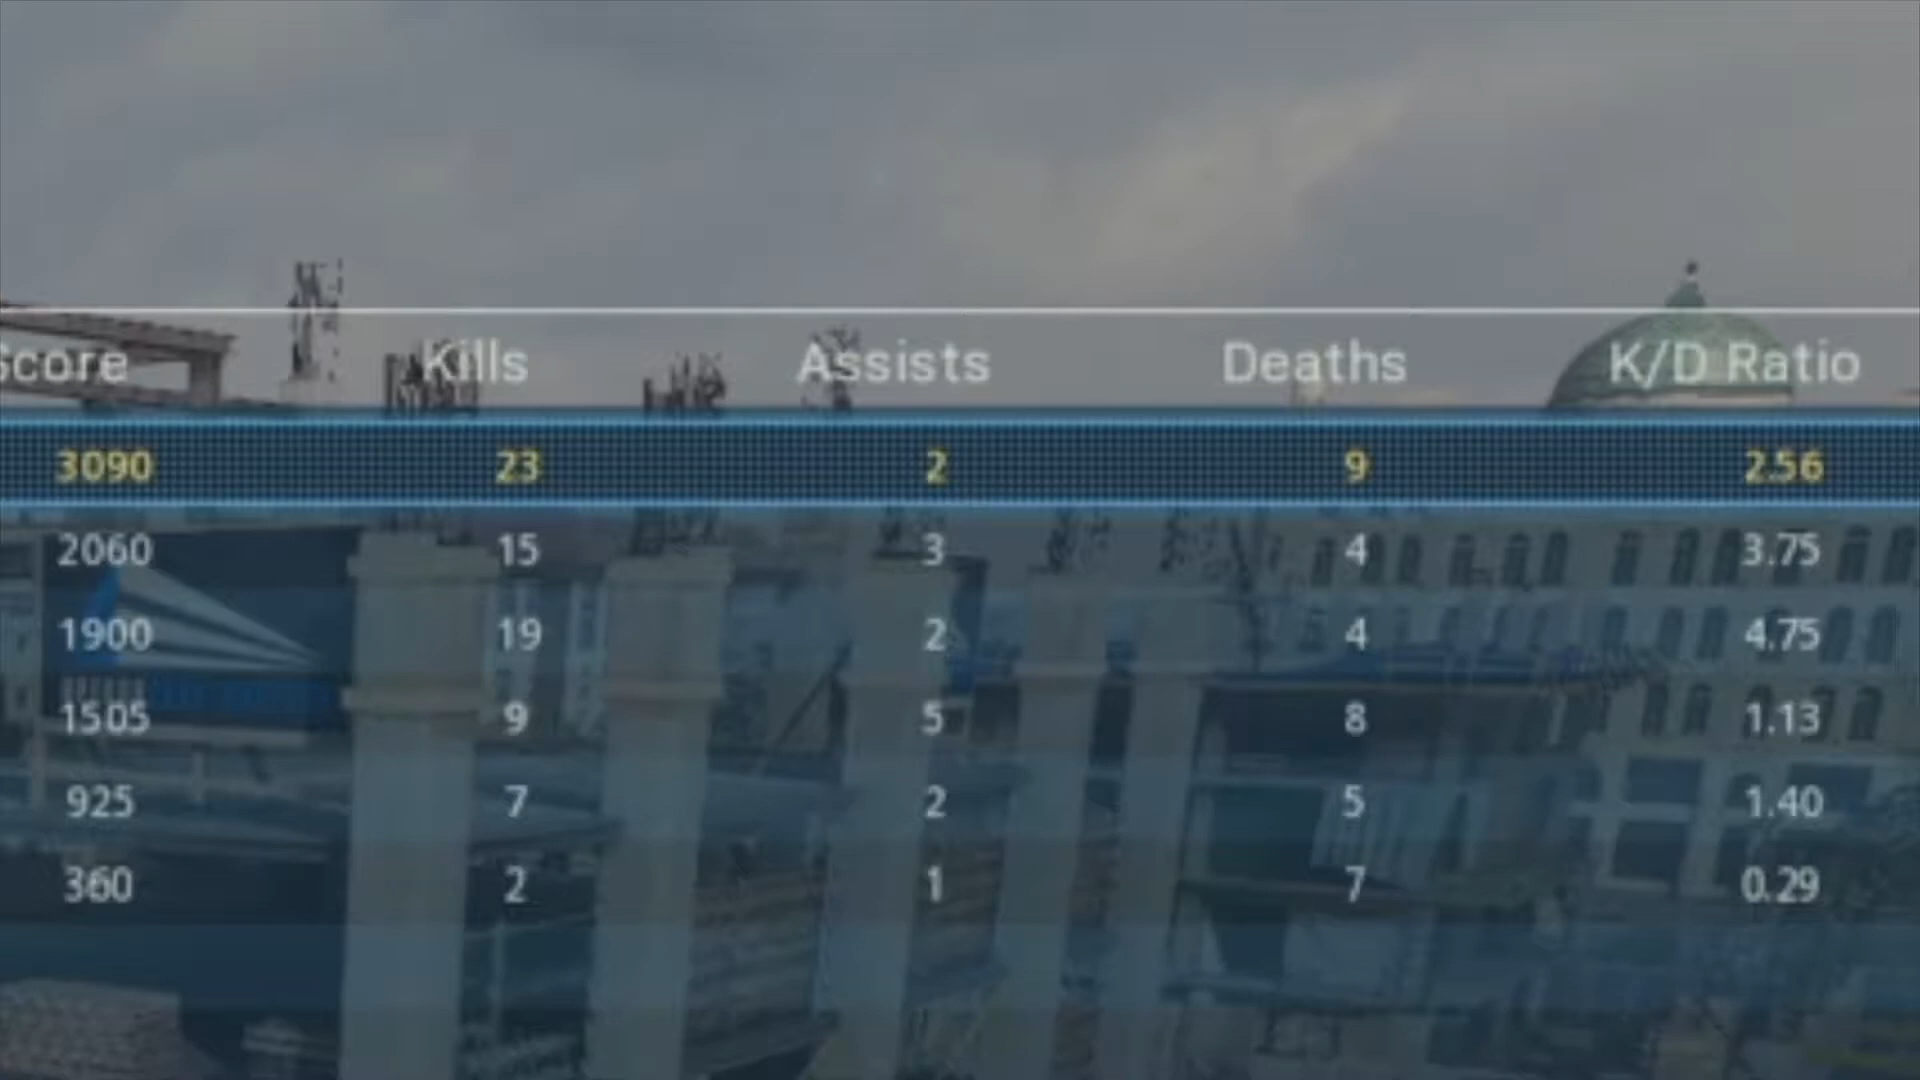 Score Kills Assists Deaths K/D Ratio
3090 23 2 9 2.56
2060 15 3 4 3.75
1900 19 2 4 4.75
1505 9 5 8 1.13
925 7 2 5 1.40
360 2 1 7 0.29